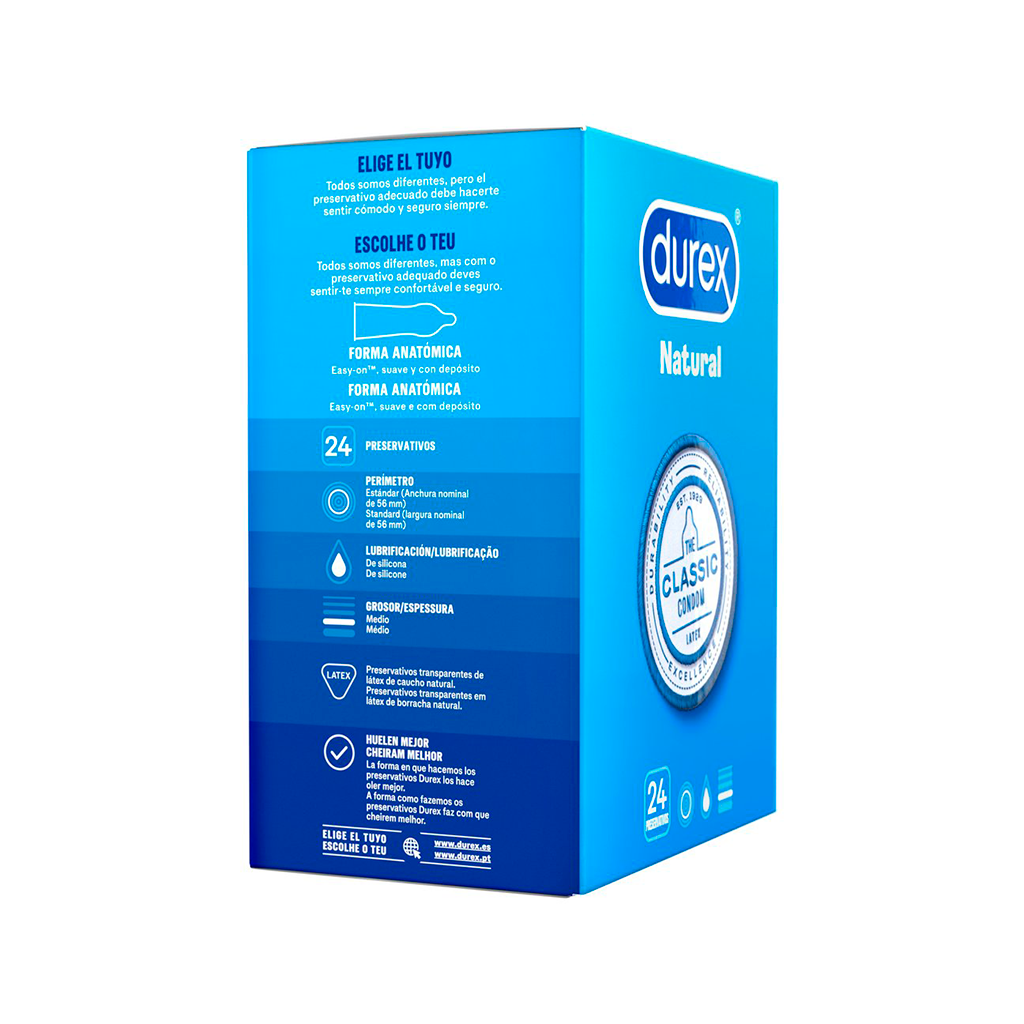 ELIGE EL TUYO
Todos somos diferentes, pero el
preservativo adecuado debe hacerte
sentir cómodo y seguro siempre.
ESCOLHE O TEU
Todos somos diferentes, mas com o
preservativo adequado deves
sentir-te sempre confortável e seguro.
FORMA ANATÓMICA
Easy-on™, suave y con depósito
FORMA ANATÓMICA
Easy-on™, suave e com depósito
24 PRESERVATIVOS
PERÍMETRO
Estándar (Anchura nominal
de 56 mm)
Standard (largura nominal
de 56 mm)
LUBRIFICACIÓN/LUBRIFICAÇÃO
De silicona
De silicone
GROSOR/ESPESSURA
Medio
Médio
LATEX
Preservativos transparentes de
látex de caucho natural.
Preservativos transparentes em
látex de borracha natural.
HUELEN MEJOR
CHEIRAM MELHOR
La forma en que hacemos los
preservativos Durex los hace
oler mejor.
A forma como fazemos os
preservativos Durex faz com que
cheirem melhor.
ELIGE EL TUYO
ESCOLHE O TEU
www.durex.es
www.durex.pt
durex®
Natural
DURABILITY
RELIABILITY
EST. 1929
THE
CLASSIC
CONDOM
LATEX
EXCELLENCE
24
PRESERVATIVOS